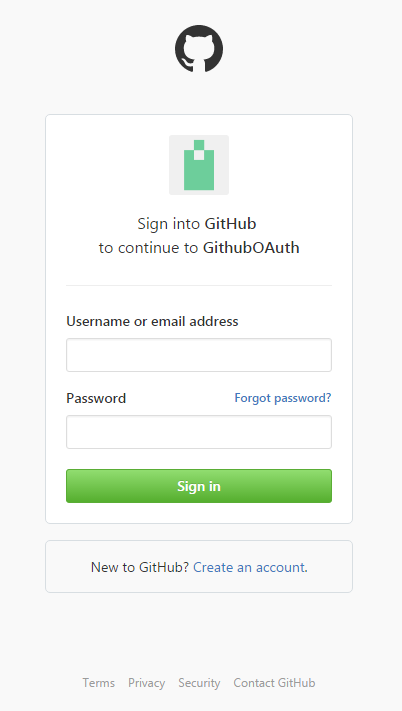 Sign into GitHub
to continue to GithubOAuth
Username or email address
Password Forgot password?
Sign in
New to GitHub? Create an account.
Terms Privacy Security Contact GitHub